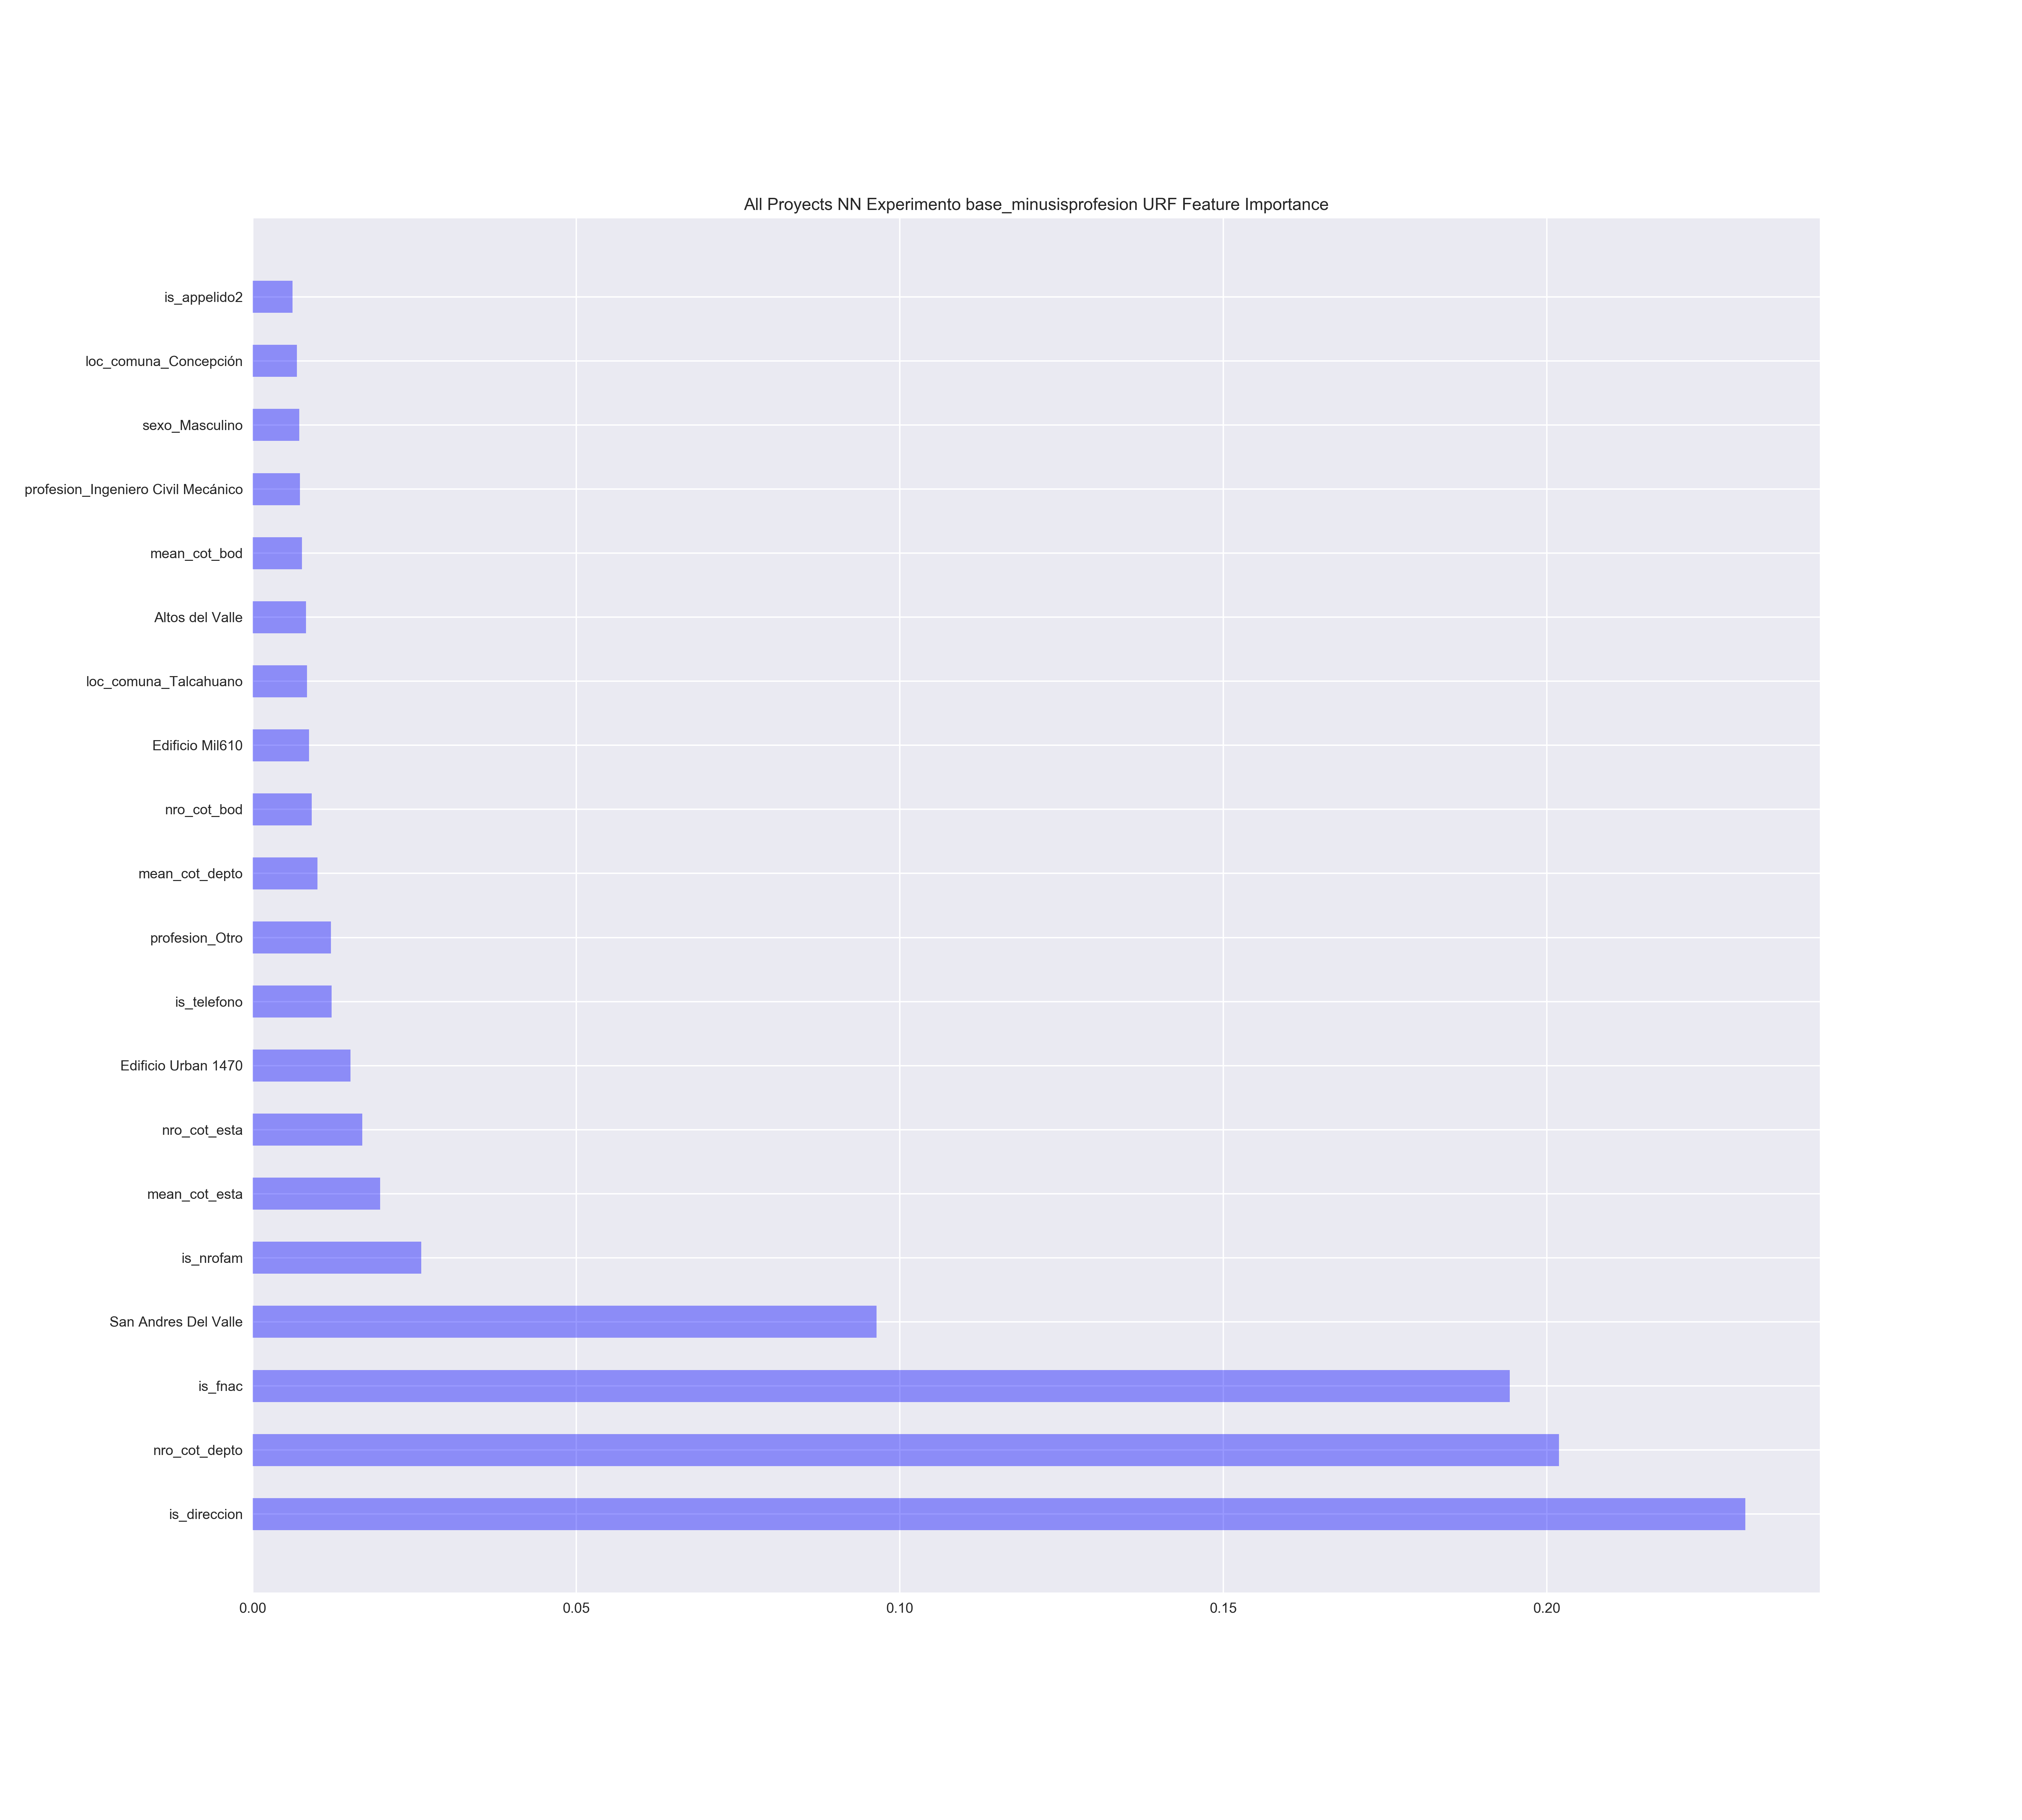 All Proyects NN Experimento base_minusisprofesion URF Feature Importance
is_appelido2
loc_comuna_Concepción
sexo_Masculino
profesion_Ingeniero Civil Mecánico
mean_cot_bod
Altos del Valle
loc_comuna_Talcahuano
Edificio Mil610
nro_cot_bod
mean_cot_depto
profesion_Otro
is_telefono
Edificio Urban 1470
nro_cot_esta
mean_cot_esta
is_nrofam
San Andres Del Valle
is_fnac
nro_cot_depto
is_direccion
0.00 0.05 0.10 0.15 0.20